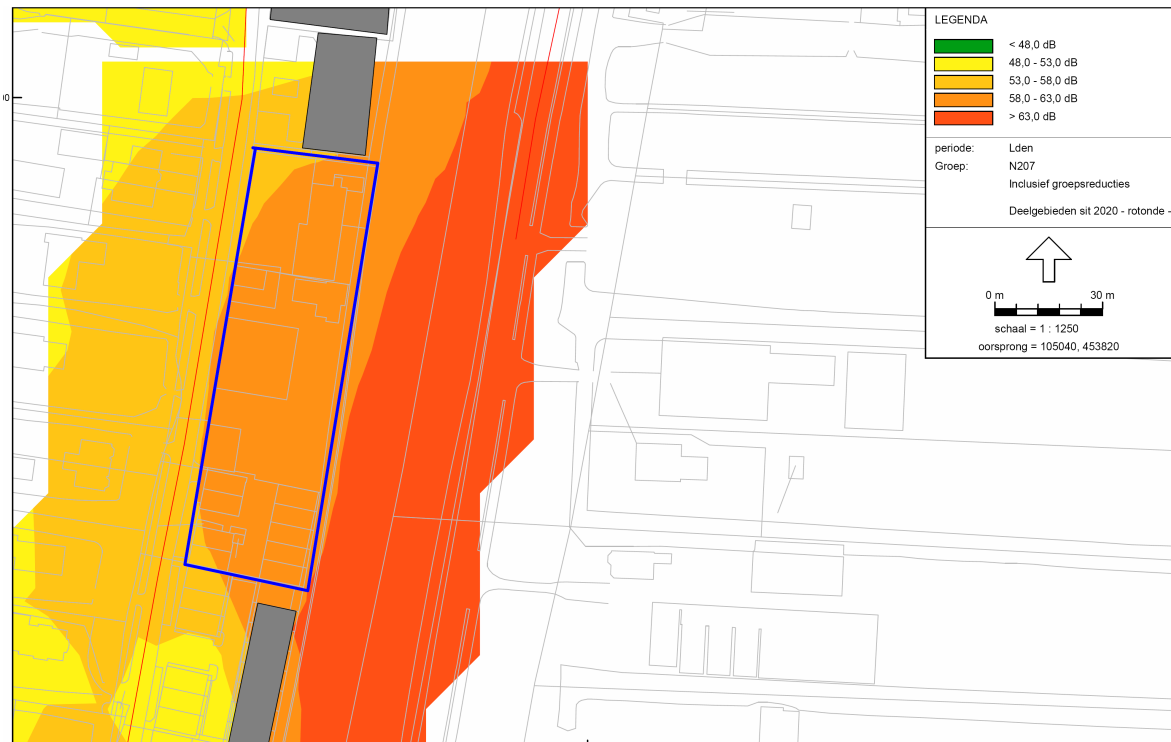 LEGENDA
< 48,0 dB
48,0 - 53,0 dB
53,0 - 58,0 dB
58,0 - 63,0 dB
> 63,0 dB
periode: Lden
Groep: N207
Inclusief groepsreducties
Deelgebieden sit 2020 - rotonde -
0 m 30 m
schaal = 1 : 1250
oorsprong = 105040, 453820
00